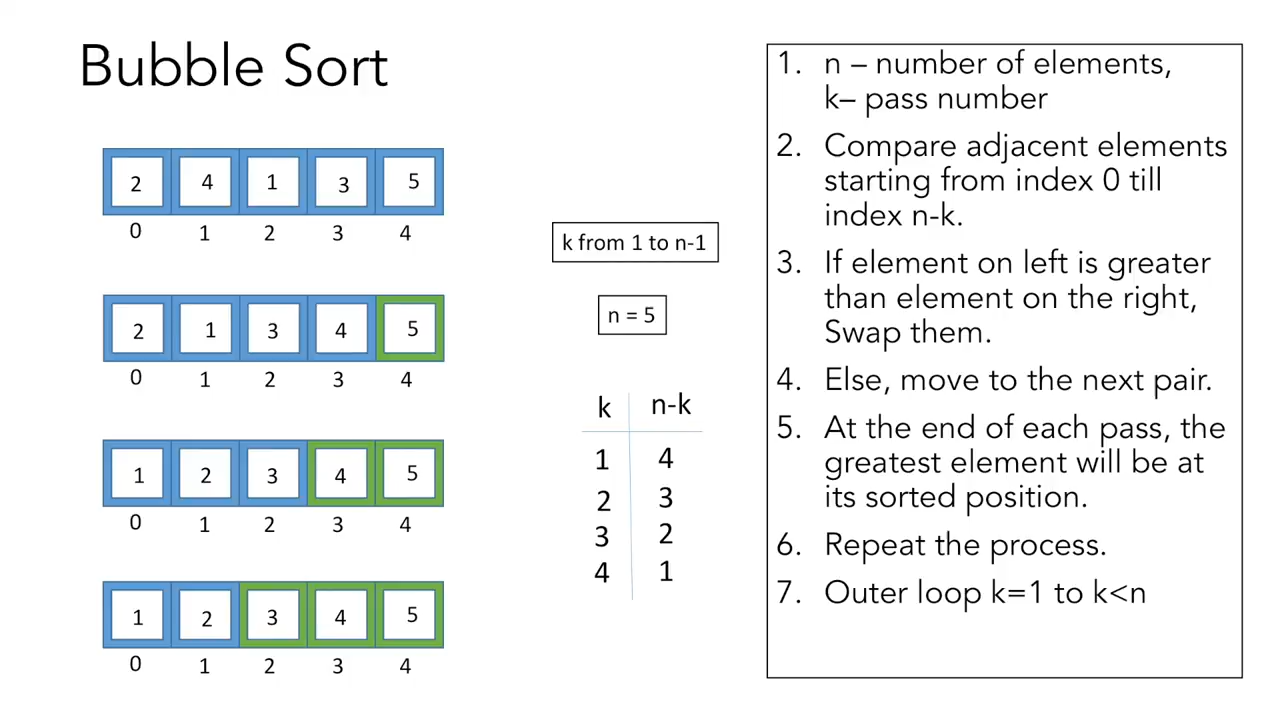 Bubble Sort
2 4 1 3 5
0 1 2 3 4
2 1 3 4 5
0 1 2 3 4
1 2 3 4 5
0 1 2 3 4
1 2 3 4 5
0 1 2 3 4
k from 1 to n-1
n = 5
k n-k
1 4
2 3
3 2
4 1
1. n – number of elements,
k– pass number
2. Compare adjacent elements
starting from index 0 till
index n-k.
3. If element on left is greater
than element on the right,
Swap them.
4. Else, move to the next pair.
5. At the end of each pass, the
greatest element will be at
its sorted position.
6. Repeat the process.
7. Outer loop k=1 to k<n